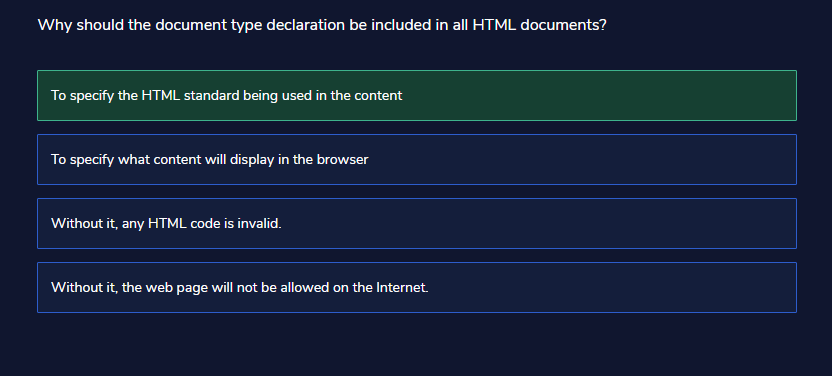 Why should the document type declaration be included in all HTML documents?
To specify the HTML standard being used in the content
To specify what content will display in the browser
Without it, any HTML code is invalid.
Without it, the web page will not be allowed on the Internet.